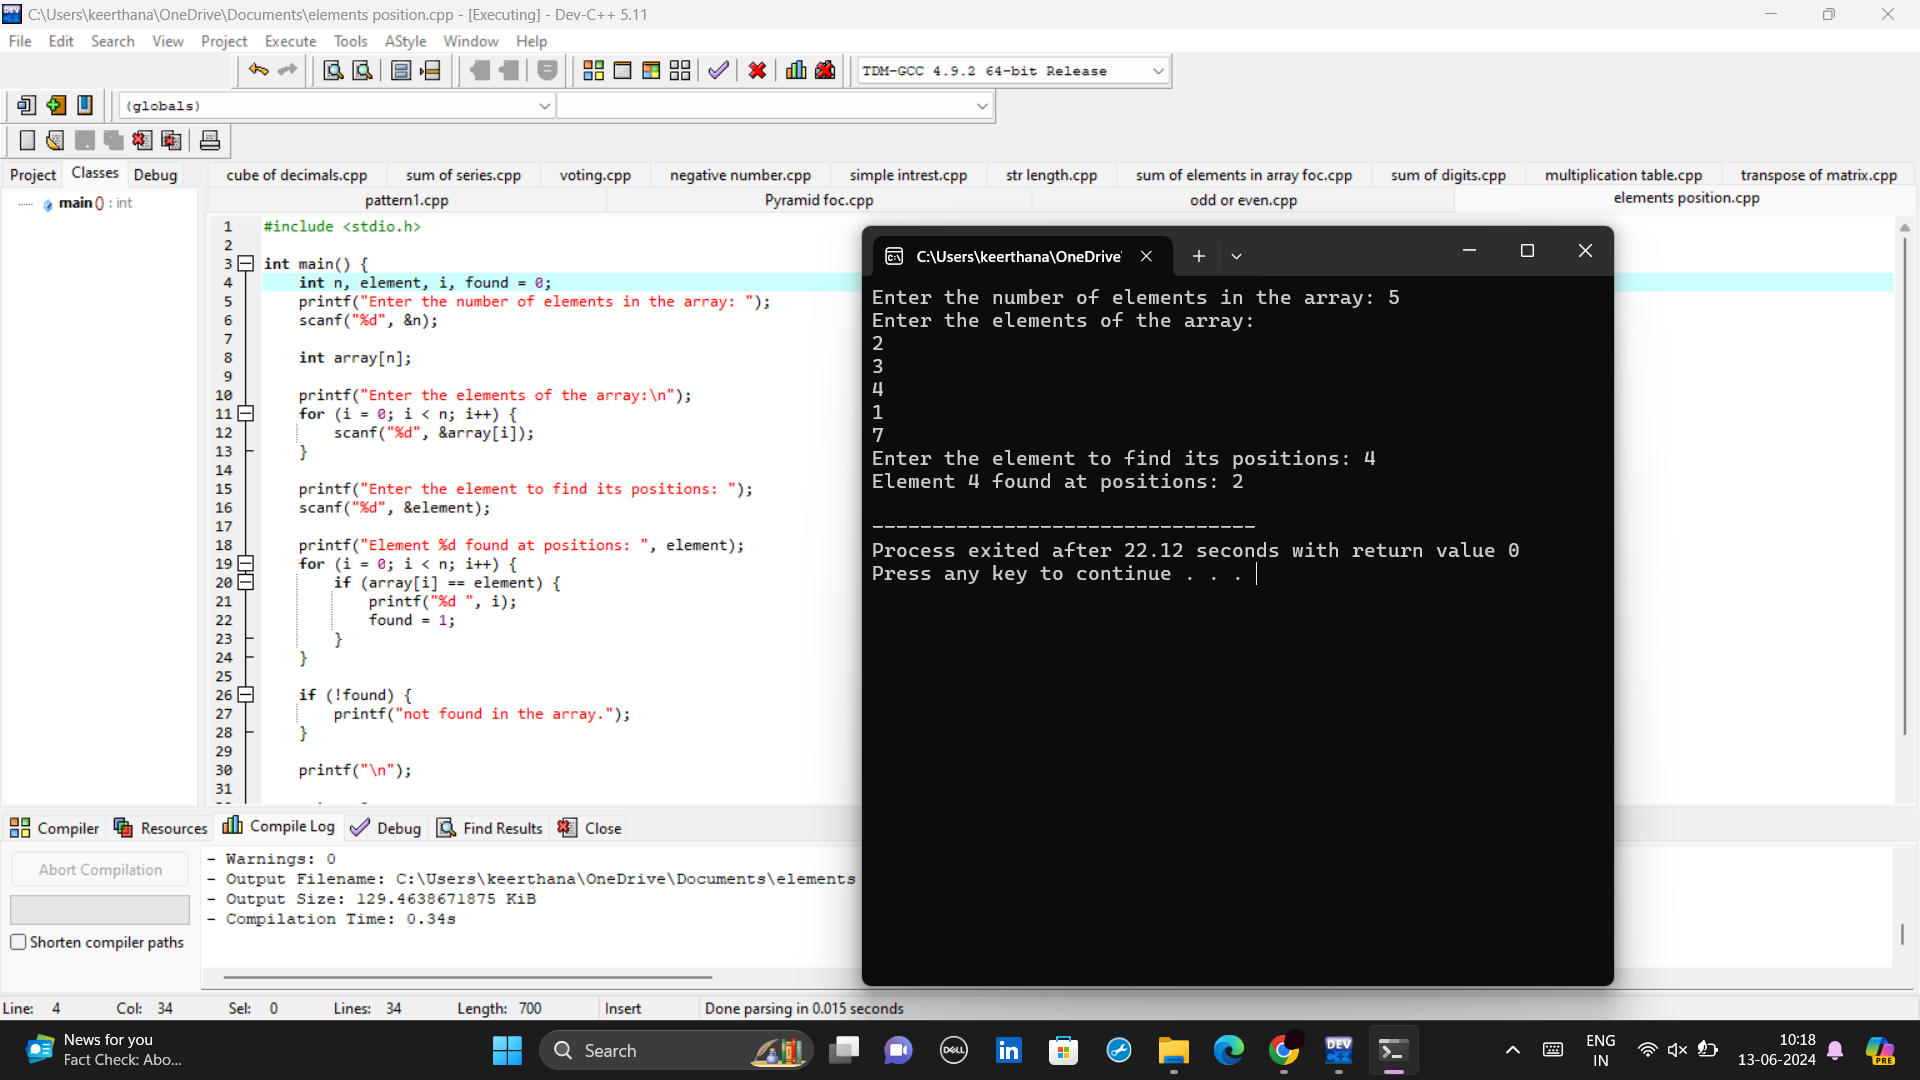 C:\Users\keerthana\OneDrive\Documents\elements position.cpp - [Executing] - Dev-C++ 5.11
File Edit Search View Project Execute Tools AStyle Window Help
TDM-GCC 4.9.2 64-bit Release
(globals)
Project Classes Debug
cube of decimals.cpp sum of series.cpp voting.cpp negative number.cpp simple intrest.cpp str length.cpp sum of elements in array foc.cpp sum of digits.cpp multiplication table.cpp transpose of matrix.cpp
pattern1.cpp Pyramid foc.cpp odd or even.cpp elements position.cpp
main () : int
1 #include <stdio.h>
2
3 int main() {
4 int n, element, i, found = 0;
5 printf("Enter the number of elements in the array: ");
6 scanf("%d", &n);
7
8 int array[n];
9
10 printf("Enter the elements of the array:\n");
11 for (i = 0; i < n; i++) {
12 scanf("%d", &array[i]);
13 }
14
15 printf("Enter the element to find its positions: ");
16 scanf("%d", &element);
17
18 printf("Element %d found at positions: ", element);
19 for (i = 0; i < n; i++) {
20 if (array[i] == element) {
21 printf("%d ", i);
22 found = 1;
23 }
24 }
25
26 if (!found) {
27 printf("not found in the array.");
28 }
29
30 printf("\n");
31
C:\Users\keerthana\OneDrive'
Enter the number of elements in the array: 5
Enter the elements of the array:
2
3
4
1
7
Enter the element to find its positions: 4
Element 4 found at positions: 2
--------------------------------
Process exited after 22.12 seconds with return value 0
Press any key to continue . . .
Compiler Resources Compile Log Debug Find Results Close
Abort Compilation
Shorten compiler paths
- Warnings: 0
- Output Filename: C:\Users\keerthana\OneDrive\Documents\elements
- Output Size: 129.4638671875 KiB
- Compilation Time: 0.34s
Line: 4 Col: 34 Sel: 0 Lines: 34 Length: 700 Insert Done parsing in 0.015 seconds
News for you
Fact Check: Abo...
Search
DELL
in
DEV
PRE
ENG
IN
10:18
13-06-2024